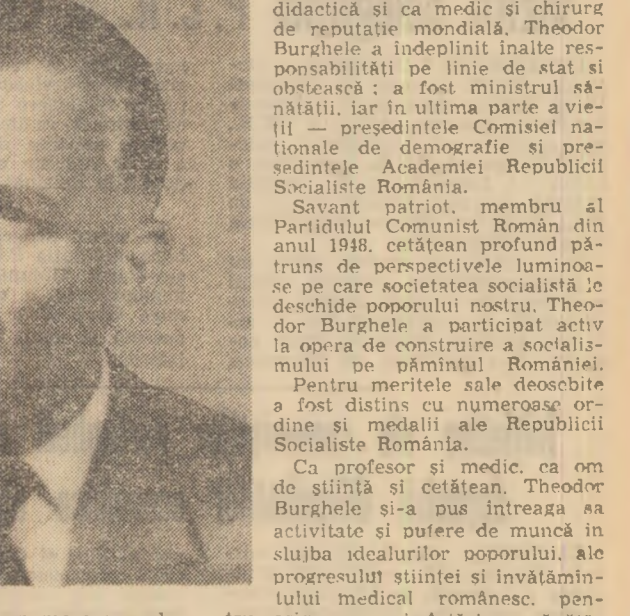 didactică și ca medic și chirurg
de reputație mondială, Theodor
Burghele a îndeplinit înalte res-
ponsabilități pe linie de stat si
obstească : a fost ministrul să-
nătății, iar în ultima parte a vie-
ții — președintele Comisiei na-
ționale de demografie și pre-
ședintele Academiei Republicii
Socialiste România.
Savant patriot, membru al
Partidului Comunist Român din
anul 1948, cetățean profund pă-
truns de perspectivele luminoa-
se pe care societatea socialistă le
deschide poporului nostru, Theo-
dor Burghele a participat activ
la opera de construire a socialis-
mului pe pămîntul României.
Pentru meritele sale deosebite
a fost distins cu numeroase or-
dine și medalii ale Republicii
Socialiste România.
Ca profesor și medic, ca om
de știință și cetățean, Theodor
Burghele și-a pus întreaga sa
activitate și putere de muncă în
slujba idealurilor poporului, ale
progresului științei și învățămîn-
tului medical românesc, pen-